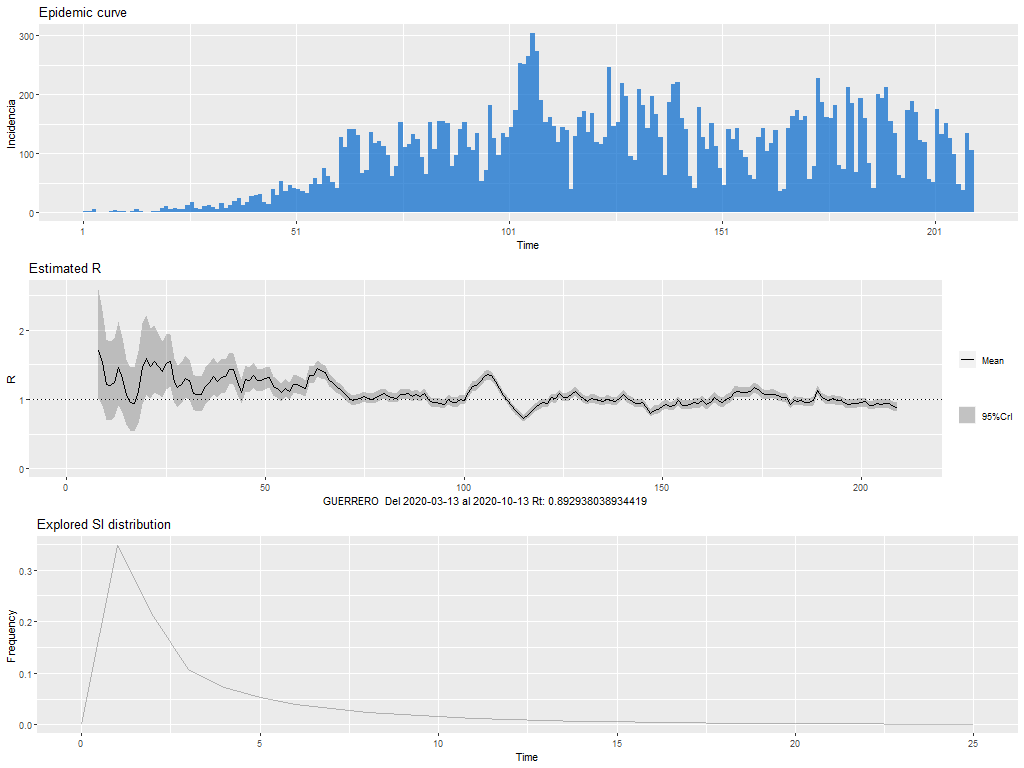 Epidemic curve
Incidencia
300
200
100
0
1
51
101
151
201
Time
Estimated R
R
2
1
0
0
50
100
150
200
GUERRERO  Del 2020-03-13 al 2020-10-13 Rt: 0.892938038934419
Mean
95%CrI
Explored SI distribution
Frequency
0.3
0.2
0.1
0.0
0
5
10
15
20
25
Time